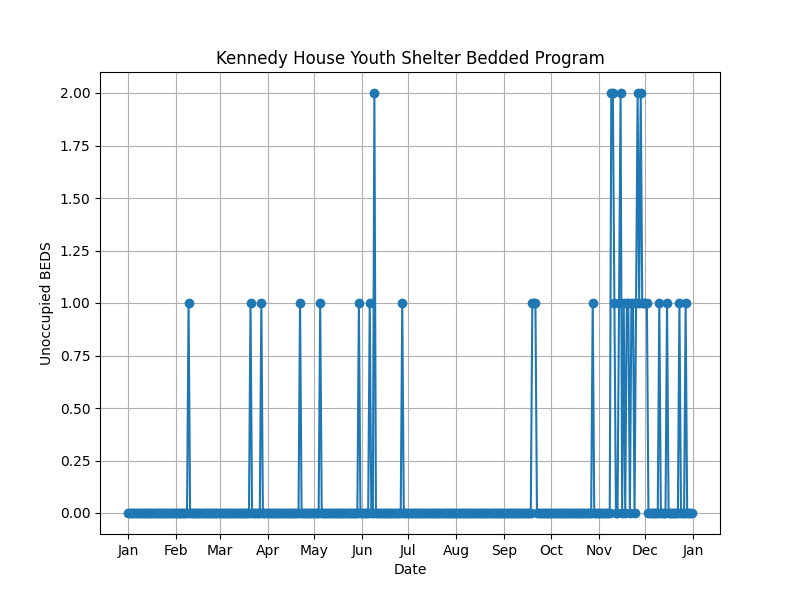 Kennedy House Youth Shelter Bedded Program
Unoccupied BEDS
2.00
1.75
1.50
1.25
1.00
0.75
0.50
0.25
0.00
Jan Feb Mar Apr May Jun Jul Aug Sep Oct Nov Dec Jan
Date